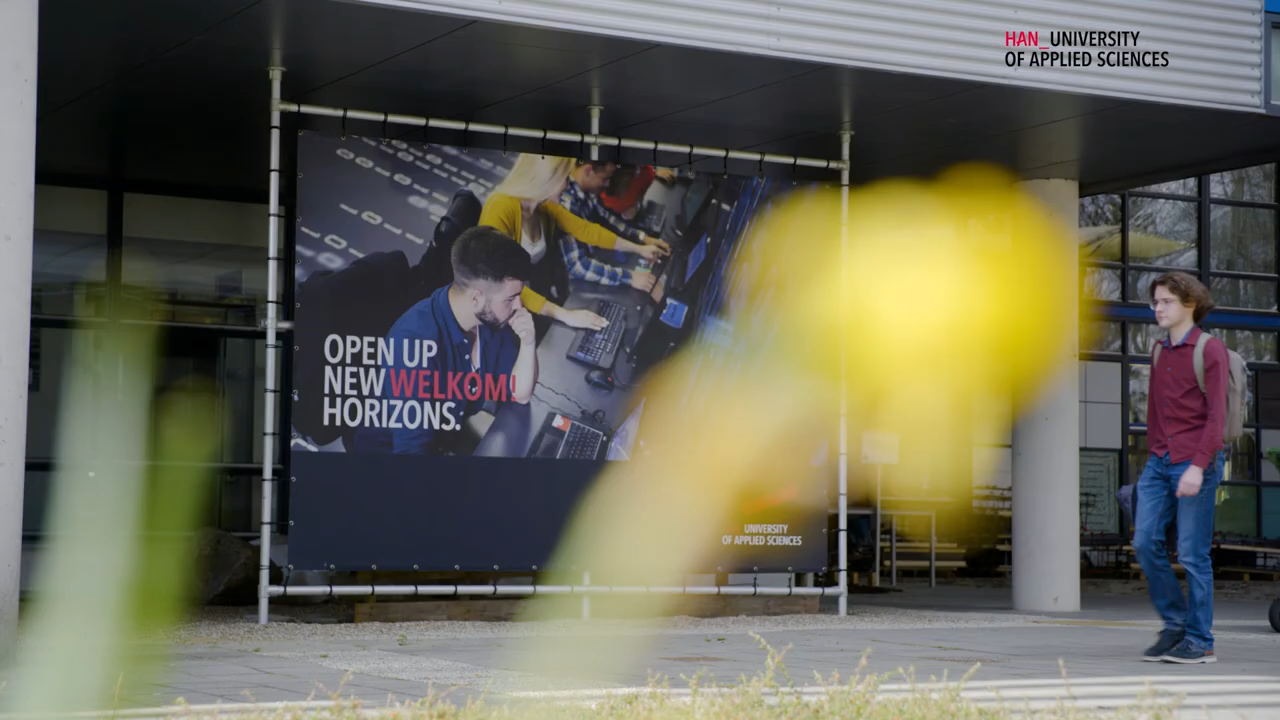 HAN_UNIVERSITY
OF APPLIED SCIENCES
OPEN UP
NEW WELKOM!
HORIZONS.
UNIVERSITY
OF APPLIED SCIENCES